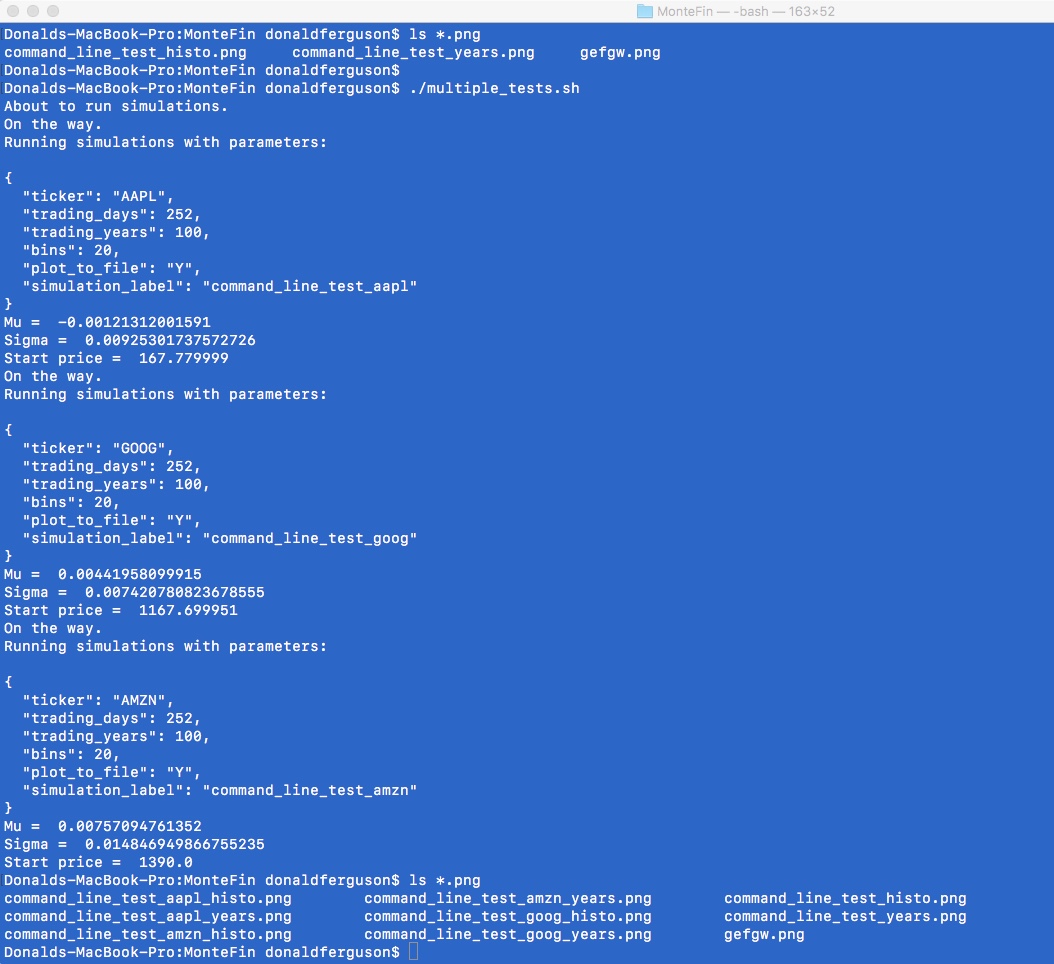 MonteFin — -bash — 163×52
Donalds-MacBook-Pro:MonteFin donaldferguson$ ls *.png
command_line_test_histo.png     command_line_test_years.png     gefgw.png
Donalds-MacBook-Pro:MonteFin donaldferguson$
Donalds-MacBook-Pro:MonteFin donaldferguson$ ./multiple_tests.sh
About to run simulations.
On the way.
Running simulations with parameters:

{
  "ticker": "AAPL",
  "trading_days": 252,
  "trading_years": 100,
  "bins": 20,
  "plot_to_file": "Y",
  "simulation_label": "command_line_test_aapl"
}
Mu =  -0.00121312001591
Sigma =  0.00925301737572726
Start price =  167.779999
On the way.
Running simulations with parameters:

{
  "ticker": "GOOG",
  "trading_days": 252,
  "trading_years": 100,
  "bins": 20,
  "plot_to_file": "Y",
  "simulation_label": "command_line_test_goog"
}
Mu =  0.00441958099915
Sigma =  0.007420780823678555
Start price =  1167.699951
On the way.
Running simulations with parameters:

{
  "ticker": "AMZN",
  "trading_days": 252,
  "trading_years": 100,
  "bins": 20,
  "plot_to_file": "Y",
  "simulation_label": "command_line_test_amzn"
}
Mu =  0.00757094761352
Sigma =  0.014846949866755235
Start price =  1390.0
Donalds-MacBook-Pro:MonteFin donaldferguson$ ls *.png
command_line_test_aapl_histo.png        command_line_test_amzn_years.png        command_line_test_histo.png
command_line_test_aapl_years.png        command_line_test_goog_histo.png        command_line_test_years.png
command_line_test_amzn_histo.png        command_line_test_goog_years.png        gefgw.png
Donalds-MacBook-Pro:MonteFin donaldferguson$